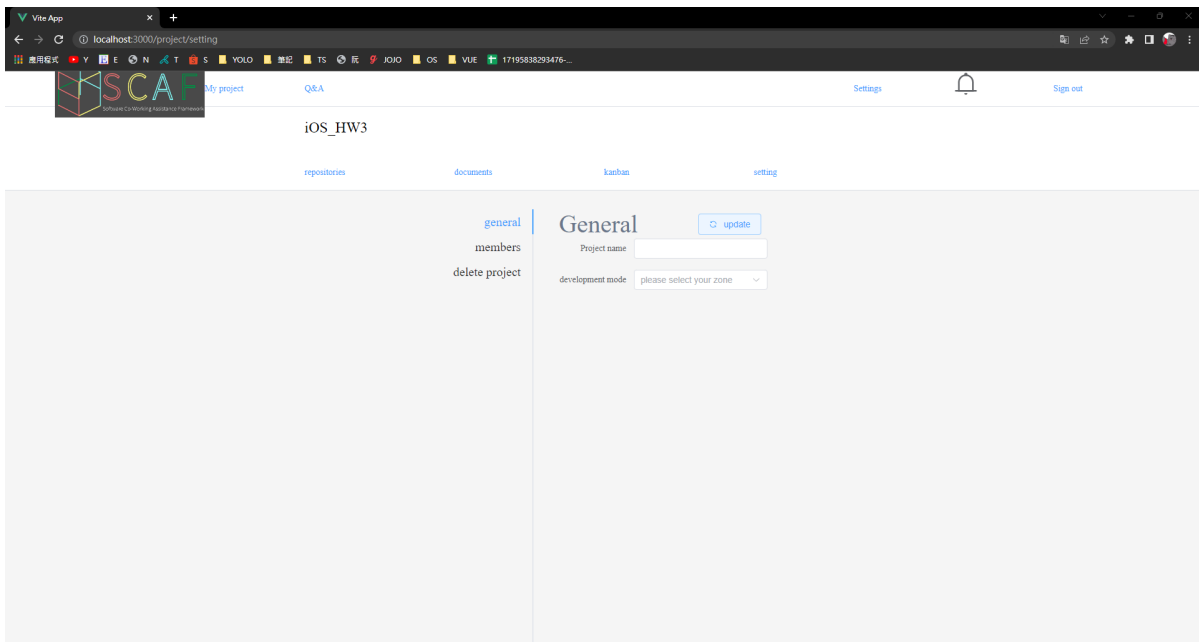 Vite App
localhost:3000/project/setting
應用程式 Y E N T S YOLO 筆記 TS 阮 JOJO OS VUE 17195838293476-...
SCAF
Software Co-Working Assistance Framework
My project Q&A Settings Sign out
iOS_HW3
repositories documents kanban setting
general
members
delete project
General update
Project name
development mode please select your zone